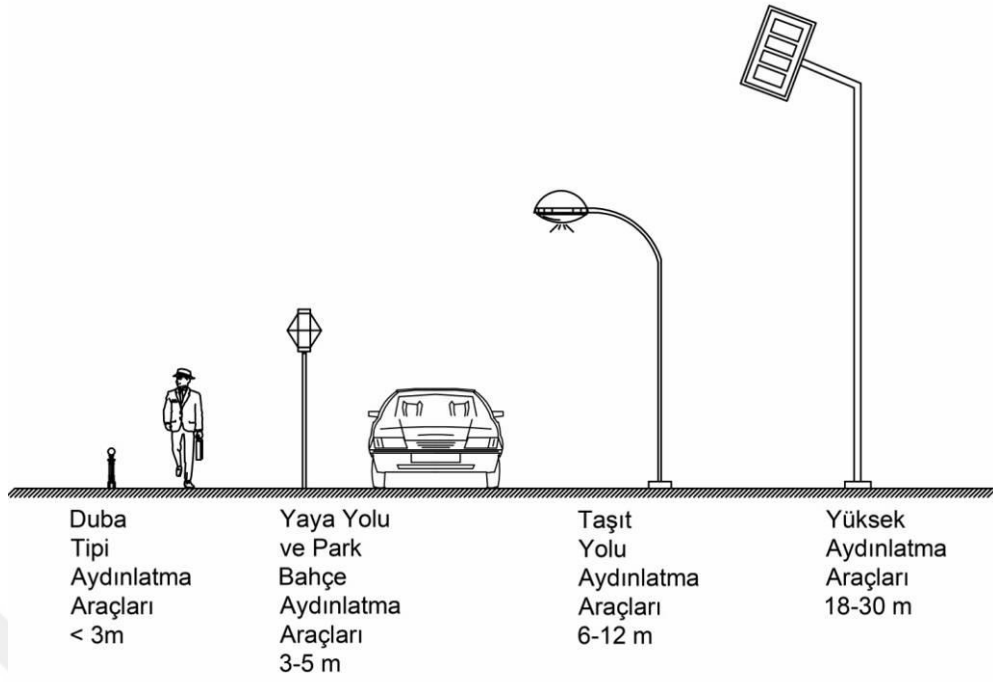 Duba
Tipi
Aydınlatma
Araçları
< 3m
Yaya Yolu
ve Park
Bahçe
Aydınlatma
Araçları
3-5 m
Taşıt
Yolu
Aydınlatma
Araçları
6-12 m
Yüksek
Aydınlatma
Araçları
18-30 m